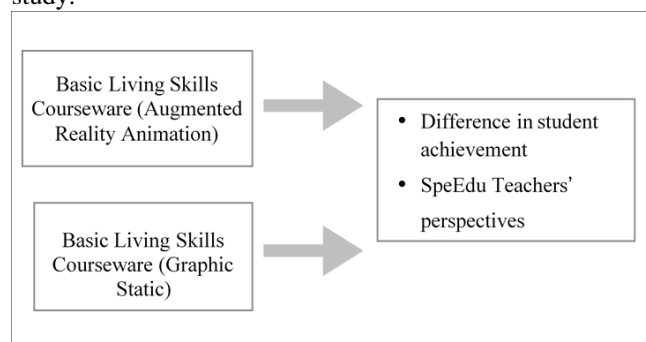 study.
Basic Living Skills
Courseware (Augmented
Reality Animation)
Basic Living Skills
Courseware (Graphic
Static)
• Difference in student
achievement
• SpeEdu Teachers’
perspectives